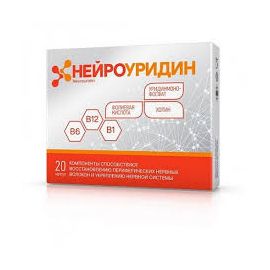 НЕЙРОУРИДИН
УРИДИНМОНО-
ФОСФАТ
ФОЛИЕВАЯ
КИСЛОТА
ХОЛИН
B12
B6
B1
20
КОМПОНЕНТЫ СПОСОБСТВУЮТ
ВОССТАНОВЛЕНИЮ ПЕРИФЕРИЧЕСКИХ НЕРВНЫХ
ВОЛОКОН И УКРЕПЛЕНИЮ НЕРВНОЙ СИСТЕМЫ